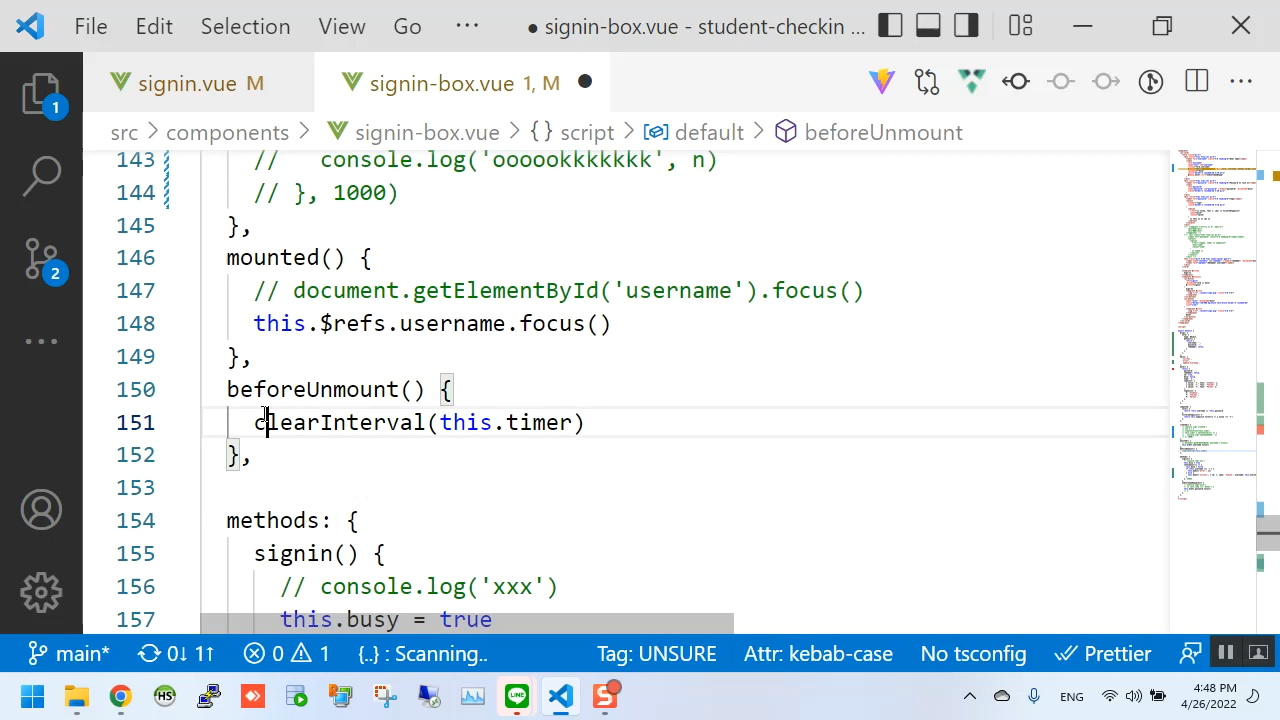 File Edit Selection View Go ··· ● signin-box.vue - student-checkin ...
signin.vue M signin-box.vue 1, M
src > components > signin-box.vue > {} script > default > beforeUnmount
143 // console.log('oooookkkkkkk', n)
144 // }, 1000)
145 },
146 mounted() {
147 // document.getElementById('username').focus()
148 this.$refs.username.focus()
149 },
150 beforeUnmount() {
151 clearInterval(this.timer)
152 },
153
154 methods: {
155 signin() {
156 // console.log('xxx')
157 this.busy = true
1
2
main* 0↓ 1↑ 0 1 {..} : Scanning.. Tag: UNSURE Attr: kebab-case No tsconfig Prettier
HS LINE S ENG 4:48 PM
4/26/2022